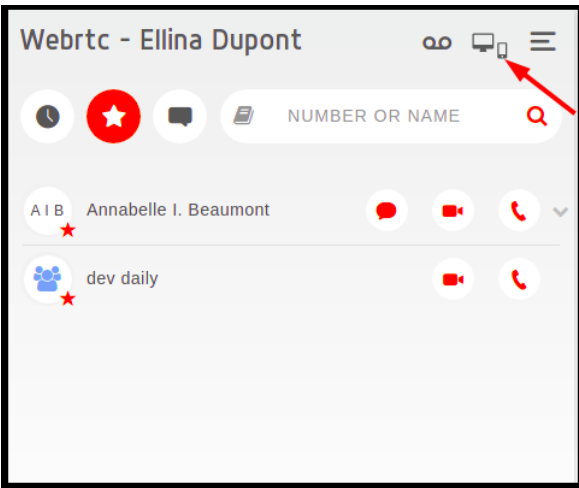 Webrtc - Ellina Dupont
NUMBER OR NAME
A I B Annabelle I. Beaumont
dev daily